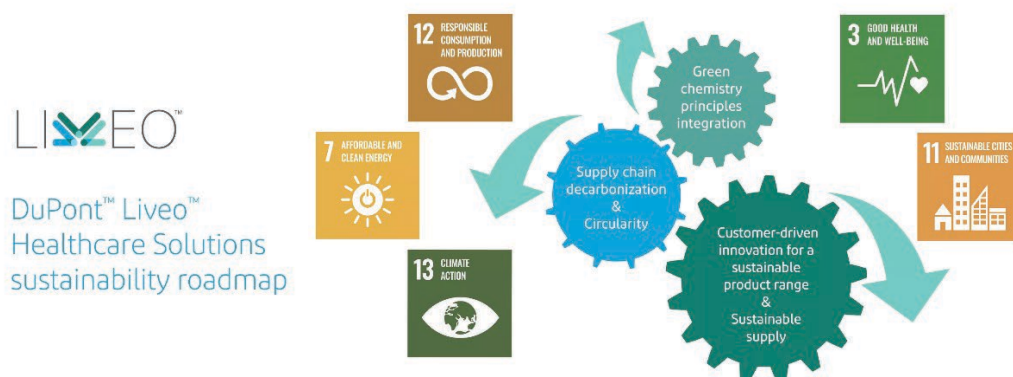 LIVEO™
DuPont™ Liveo™
Healthcare Solutions
sustainability roadmap
12 RESPONSIBLE
CONSUMPTION
AND PRODUCTION
7 AFFORDABLE AND
CLEAN ENERGY
13 CLIMATE
ACTION
Green
chemistry
principles
integration
Supply chain
decarbonization
&
Circularity
Customer-driven
innovation for a
sustainable
product range
&
Sustainable
supply
3 GOOD HEALTH
AND WELL-BEING
11 SUSTAINABLE CITIES
AND COMMUNITIES